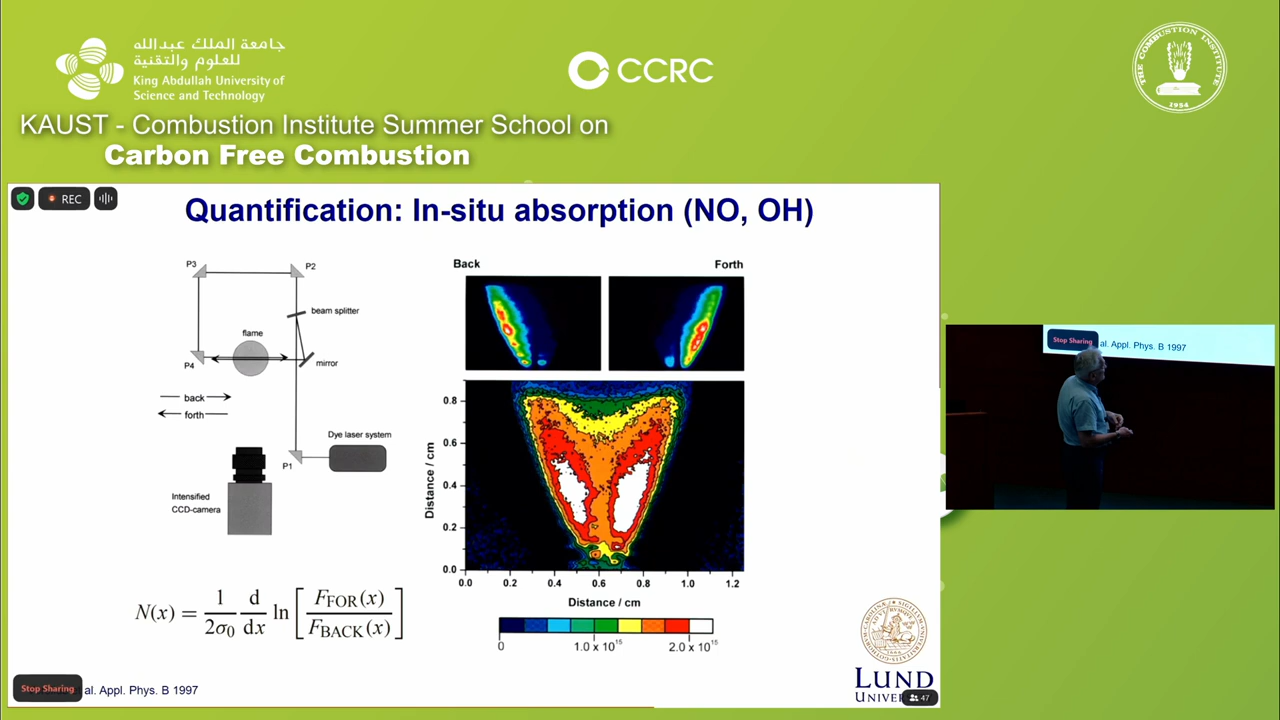 جامعة الملك عبدالله
للعلوم والتقنية
King Abdullah University of
Science and Technology
CCRC
THE COMBUSTION INSTITUTE
1954
KAUST - Combustion Institute Summer School on
Carbon Free Combustion
REC
Quantification: In-situ absorption (NO, OH)
P3
P2
beam splitter
flame
P4
mirror
back
forth
Dye laser system
P1
Intensified
CCD-camera
Back
Forth
Distance / cm
0.8
0.6
0.4
0.2
0.0
0.0 0.2 0.4 0.6 0.8 1.0 1.2
Distance / cm
0 1.0 x 10¹⁵ 2.0 x 10¹⁵
N(x) = 1/2σ₀ d/dx ln [ F_FOR(x) / F_BACK(x) ]
Stop Sharing al. Appl. Phys. B 1997
LUND
UNIVER
47
Stop Sharing al. Appl. Phys. B 1997